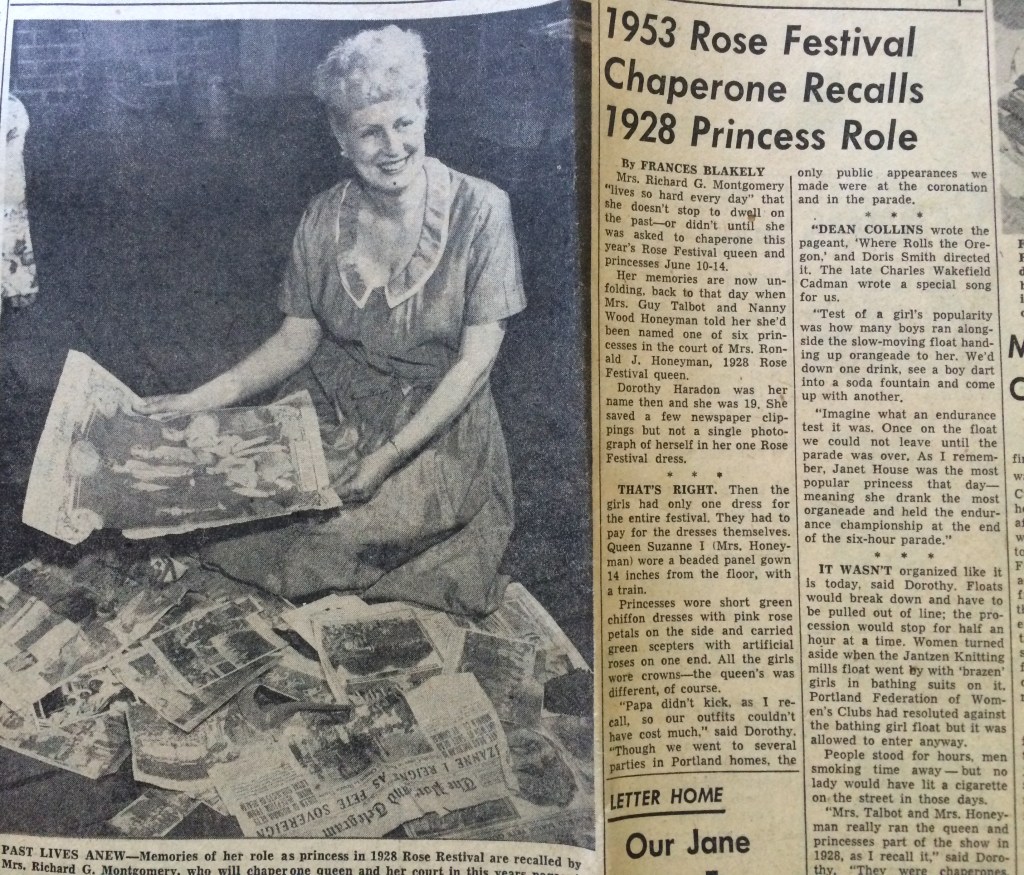 1953 Rose Festival
Chaperone Recalls
1928 Princess Role
By FRANCES BLAKELY
Mrs. Richard G. Montgomery
"lives so hard every day" that
she doesn't stop to dwell on
the past—or didn't until she
was asked to chaperone this
year's Rose Festival queen and
princesses June 10-14.
Her memories are now un-
folding, back to that day when
Mrs. Guy Talbot and Nanny
Wood Honeyman told her she'd
been named one of six prin-
cesses in the court of Mrs. Ron-
ald J. Honeyman, 1928 Rose
Festival queen.
Dorothy Haradon was her
name then and she was 19. She
saved a few newspaper clip-
pings but not a single photo-
graph of herself in her one Rose
Festival dress.
* * *
THAT'S RIGHT. Then the
girls had only one dress for
the entire festival. They had to
pay for the dresses themselves.
Queen Suzanne I (Mrs. Honey-
man) wore a beaded panel gown
14 inches from the floor, with
a train.
Princesses wore short green
chiffon dresses with pink rose
petals on the side and carried
green scepters with artificial
roses on one end. All the girls
wore crowns—the queen's was
different, of course.
"Papa didn't kick, as I re-
call, so our outfits couldn't
have cost much," said Dorothy.
"Though we went to several
parties in Portland homes, the
only public appearances we
made were at the coronation
and in the parade.
* * *
"DEAN COLLINS wrote the
pageant, 'Where Rolls the Ore-
gon,' and Doris Smith directed
it. The late Charles Wakefield
Cadman wrote a special song
for us.
"Test of a girl's popularity
was how many boys ran along-
side the slow-moving float hand-
ing up orangeade to her. We'd
down one drink, see a boy dart
into a soda fountain and come
up with another.
"Imagine what an endurance
test it was. Once on the float
we could not leave until the
parade was over. As I remem-
ber, Janet House was the most
popular princess that day—
meaning she drank the most
organeade and held the endur-
ance championship at the end
of the six-hour parade."
* * *
IT WASN'T organized like it
is today, said Dorothy. Floats
would break down and have to
be pulled out of line; the pro-
cession would stop for half an
hour at a time. Women turned
aside when the Jantzen Knitting
mills float went by with 'brazen'
girls in bathing suits on it.
Portland Federation of Wom-
en's Clubs had resoluted against
the bathing girl float but it was
allowed to enter anyway.
People stood for hours, men
smoking time away—but no
lady would have lit a cigarette
on the street in those days.
"Mrs. Talbot and Mrs. Honey-
man really ran the queen and
princesses part of the show in
1928, as I recall it," said Doro-
thy. "They were chaperones,
LETTER HOME
Our Jane
ZANNE I REIGNS AS FETE SOVEREIGN
Telegram
PAST LIVES ANEW—Memories of her role as princess in 1928 Rose Restival are recalled by
Mrs. Richard G. Montgomery, who will chaperone queen and her court in this years